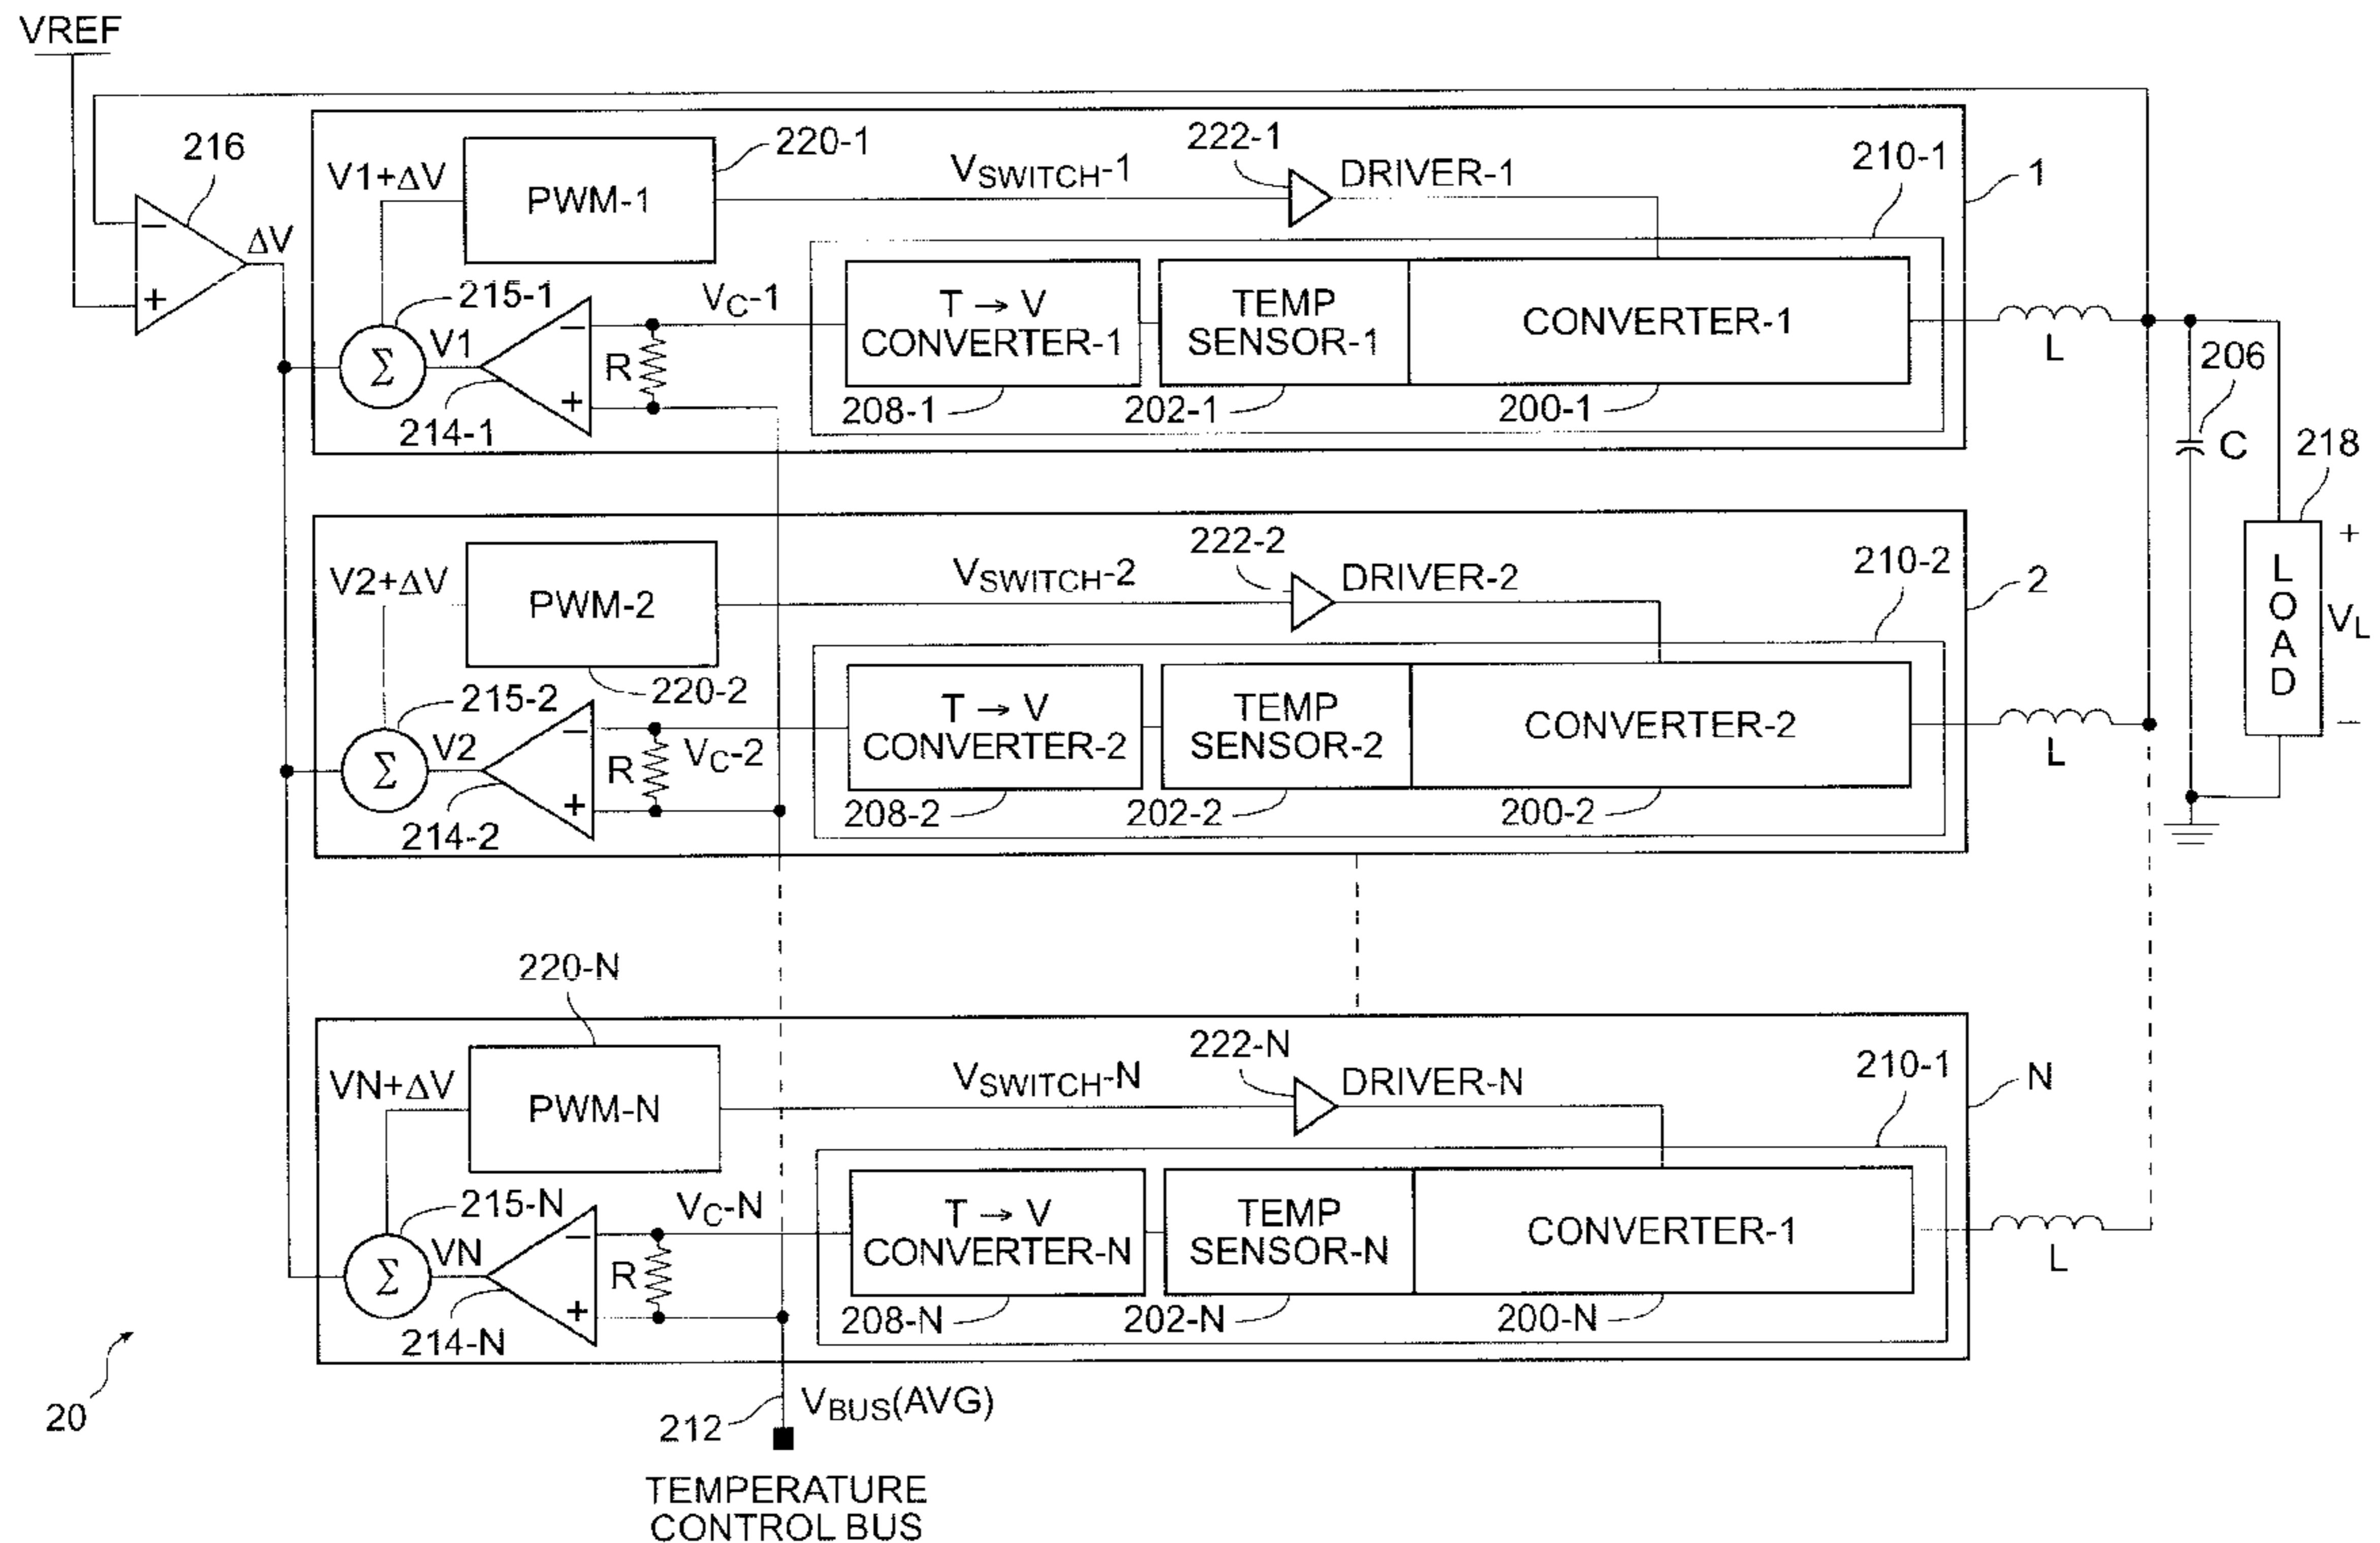 VREF
216
ΔV
V1+ΔV
PWM-1
220-1
VSWITCH-1
222-1
DRIVER-1
210-1
1
215-1
V1
Σ
214-1
R
VC-1
T → V
CONVERTER-1
208-1
TEMP
SENSOR-1
202-1
CONVERTER-1
200-1
L
206
C
218
+
LOAD
VL
−
V2+ΔV
PWM-2
220-2
VSWITCH-2
222-2
DRIVER-2
210-2
2
215-2
V2
Σ
214-2
R
VC-2
T → V
CONVERTER-2
208-2
TEMP
SENSOR-2
202-2
CONVERTER-2
200-2
L
220-N
VN+ΔV
PWM-N
VSWITCH-N
222-N
DRIVER-N
210-1
N
215-N
VN
Σ
214-N
R
VC-N
T → V
CONVERTER-N
208-N
TEMP
SENSOR-N
202-N
CONVERTER-1
200-N
L
20
212
VBUS(AVG)
TEMPERATURE
CONTROL BUS